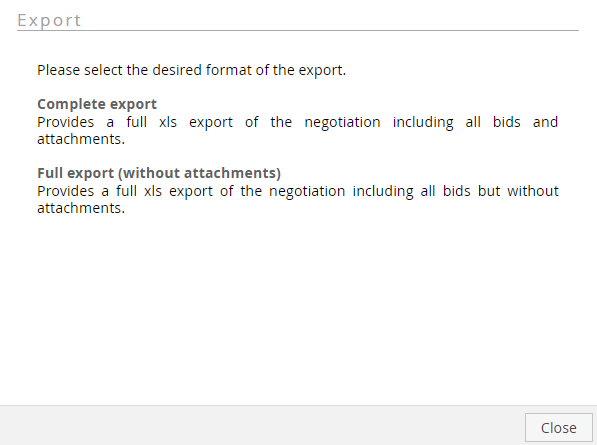 Export
Please select the desired format of the export.
Complete export
Provides a full xls export of the negotiation including all bids and
attachments.
Full export (without attachments)
Provides a full xls export of the negotiation including all bids but without
attachments.
Close